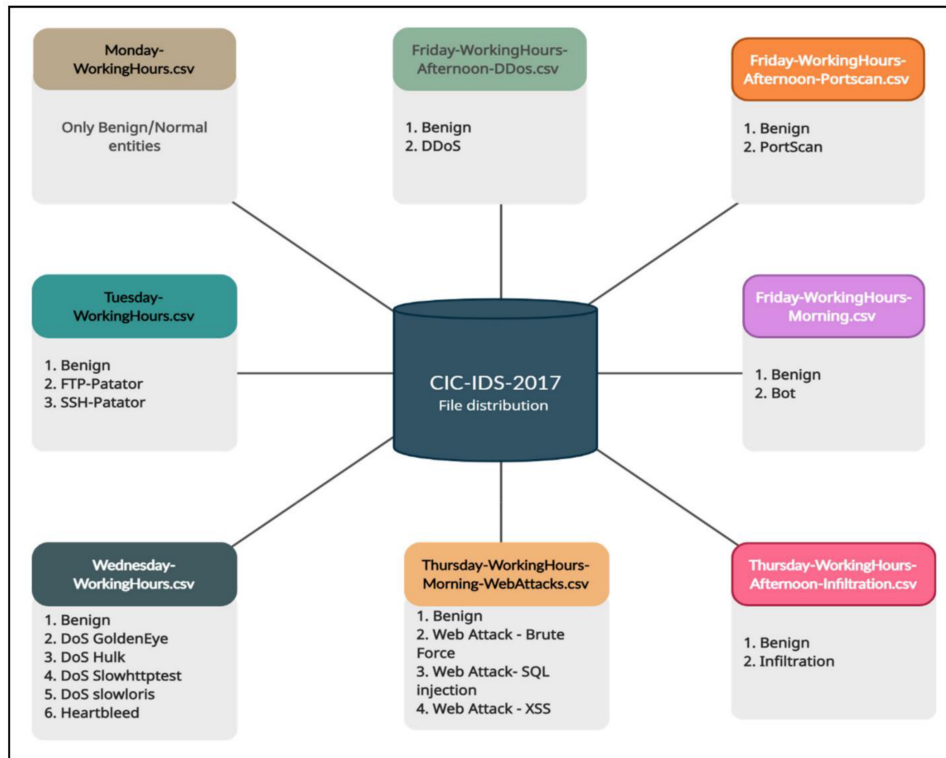 Monday-
WorkingHours.csv
Only Benign/Normal
entities
Friday-WorkingHours-
Afternoon-DDos.csv
1. Benign
2. DDoS
Friday-WorkingHours-
Afternoon-Portscan.csv
1. Benign
2. PortScan
Tuesday-
WorkingHours.csv
1. Benign
2. FTP-Patator
3. SSH-Patator
CIC-IDS-2017
File distribution
Friday-WorkingHours-
Morning.csv
1. Benign
2. Bot
Wednesday-
WorkingHours.csv
1. Benign
2. DoS GoldenEye
3. DoS Hulk
4. DoS Slowhttptest
5. DoS slowloris
6. Heartbleed
Thursday-WorkingHours-
Morning-WebAttacks.csv
1. Benign
2. Web Attack - Brute
Force
3. Web Attack- SQL
injection
4. Web Attack - XSS
Thursday-WorkingHours-
Afternoon-Infiltration.csv
1. Benign
2. Infiltration